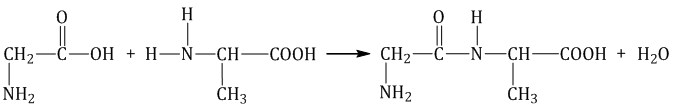 O H H
O
CH2 — C — OH + H—N—CH—COOH → CH2 — C — N—CH—COOH + H2O
NH2 CH3 NH2 CH3